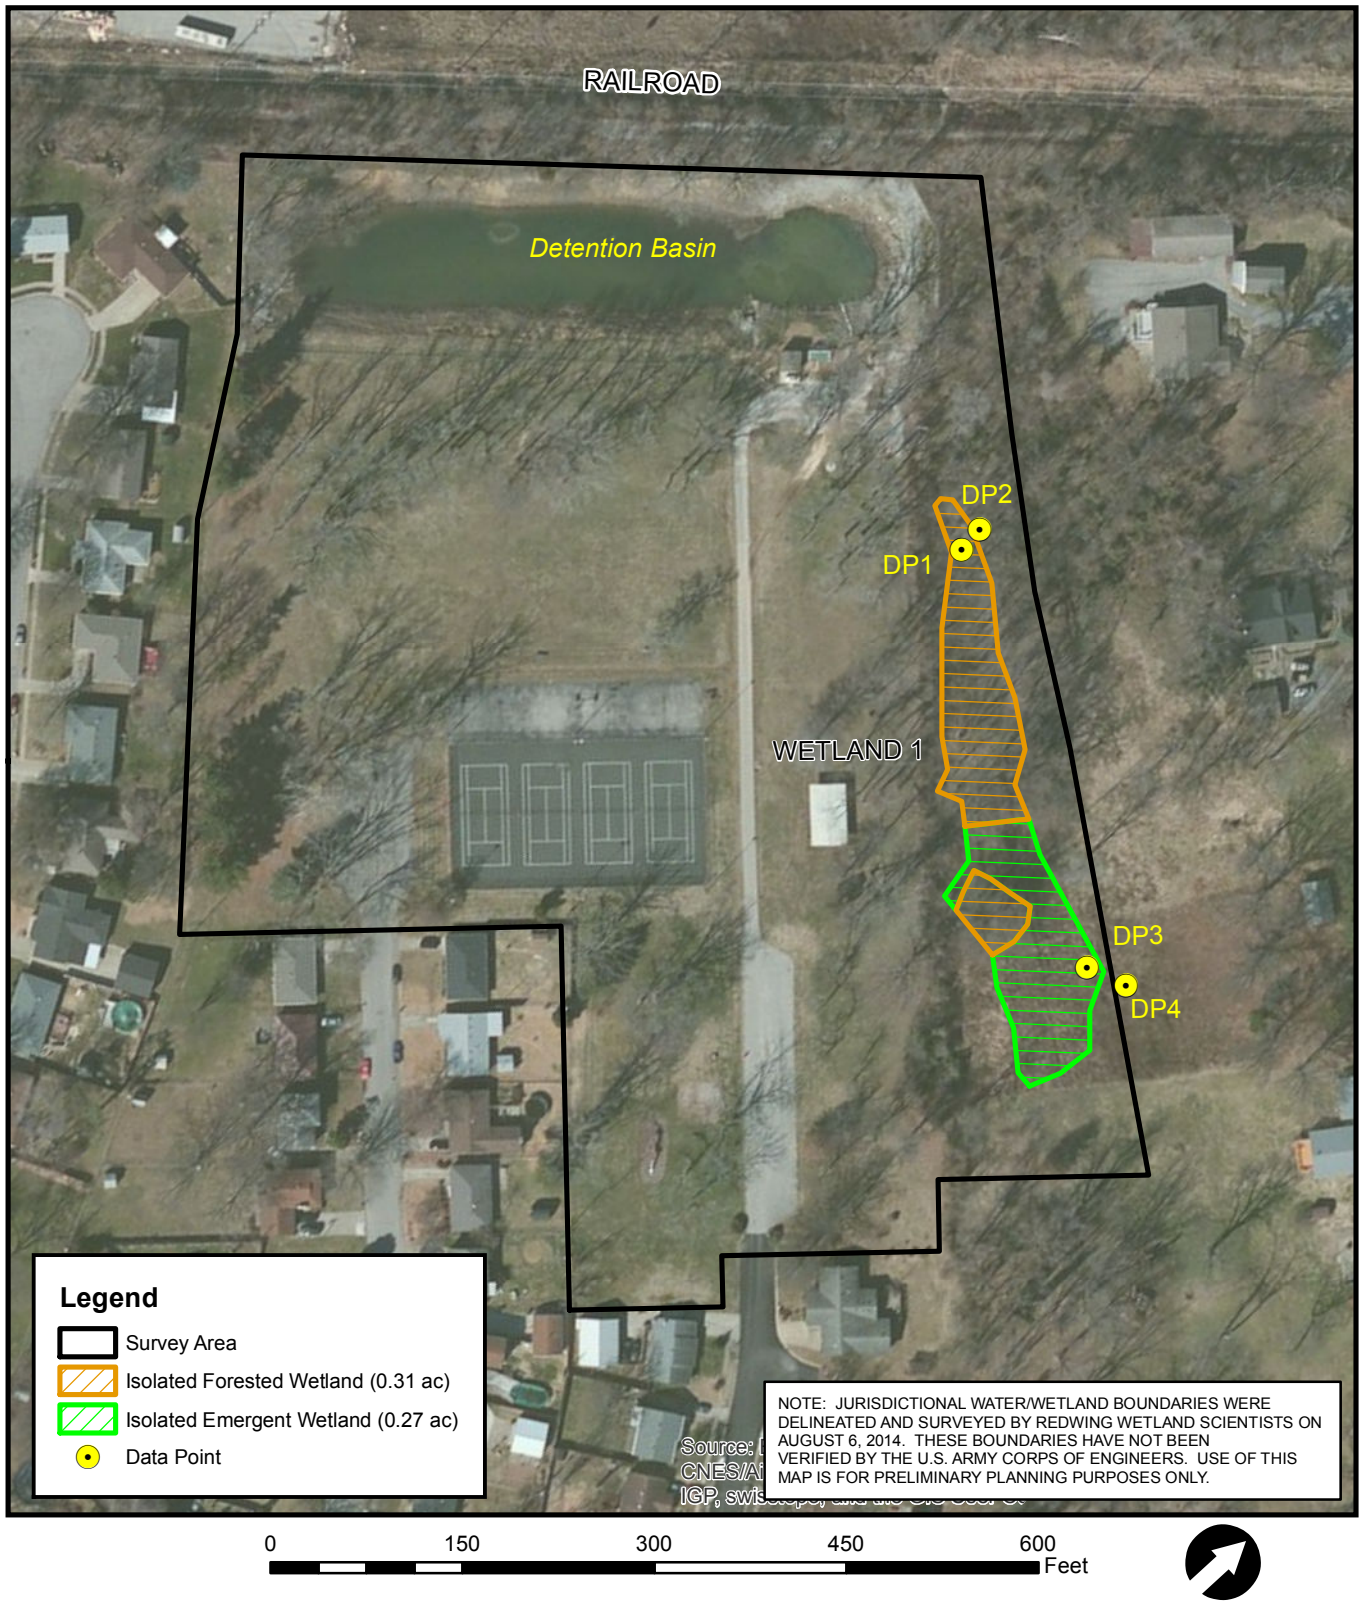 RAILROAD
Detention Basin
DP2
DP1
WETLAND 1
DP3
DP4
Legend
Survey Area
Isolated Forested Wetland (0.31 ac)
Isolated Emergent Wetland (0.27 ac)
Data Point
NOTE: JURISDICTIONAL WATER/WETLAND BOUNDARIES WERE
DELINEATED AND SURVEYED BY REDWING WETLAND SCIENTISTS ON
AUGUST 6, 2014. THESE BOUNDARIES HAVE NOT BEEN
VERIFIED BY THE U.S. ARMY CORPS OF ENGINEERS. USE OF THIS
MAP IS FOR PRELIMINARY PLANNING PURPOSES ONLY.
Source:
IGP,
0 150 300 450 600
Feet